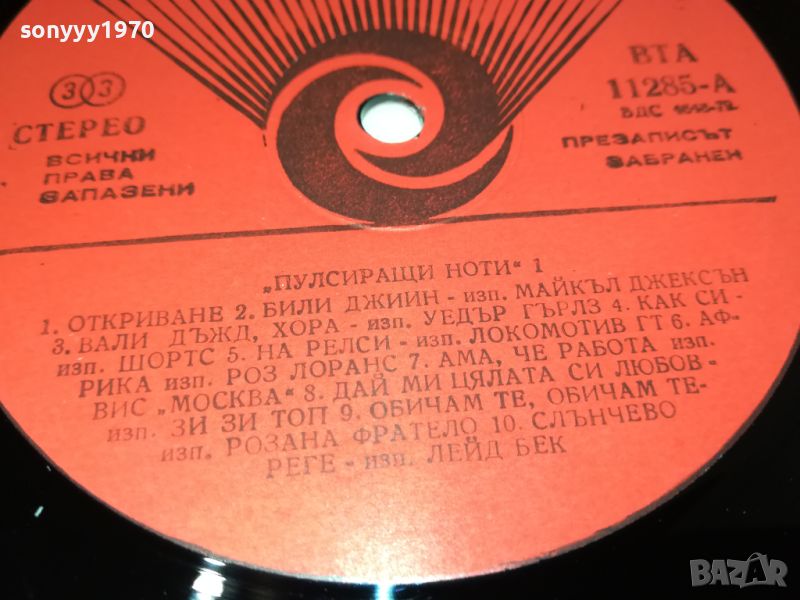 sonyyy1970
33
СТЕРЕО
ВСИЧКИ
ПРАВА
ЗАПАЗЕНИ
ВТА
11285-А
БДС
ПРЕЗАПИСЪТ
ЗАБРАНЕН
„ПУЛСИРАЩИ НОТИ“ 1
1. ОТКРИВАНЕ 2. БИЛИ ДЖИИН - изп. МАЙКЪЛ ДЖЕКСЪН
3. ВАЛИ ДЪЖД, ХОРА - изп. УЕДЪР ГЪРЛЗ 4. КАК СИ-
изп. ШОРТС 5. НА РЕЛСИ - изп. ЛОКОМОТИВ ГТ 6. АФ-
РИКА изп. РОЗ ЛОРАНС 7. АМА, ЧЕ РАБОТА изп.
ВИС „МОСКВА“ 8. ДАЙ МИ ЦЯЛАТА СИ ЛЮБОВ-
изп. ЗИ ЗИ ТОП 9. ОБИЧАМ ТЕ, ОБИЧАМ ТЕ-
изп. РОЗАНА ФРАТЕЛО 10. СЛЪНЧЕВО
РЕГЕ - изп. ЛЕЙД БЕК
BAZAR